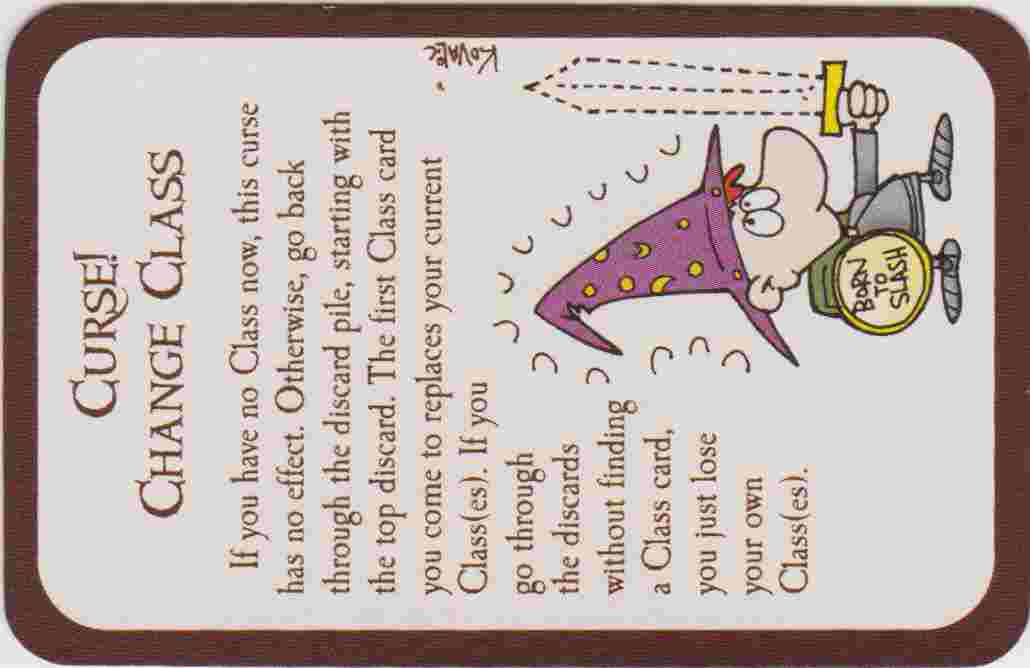 CURSE!
CHANGE CLASS
If you have no Class now, this curse
has no effect. Otherwise, go back
through the discard pile, starting with
the top discard. The first Class card
you come to replaces your current
Class(es). If you
go through
the discards
without finding
a Class card,
you just lose
your own
Class(es).
KOVALIC
BORN
TO
SLASH